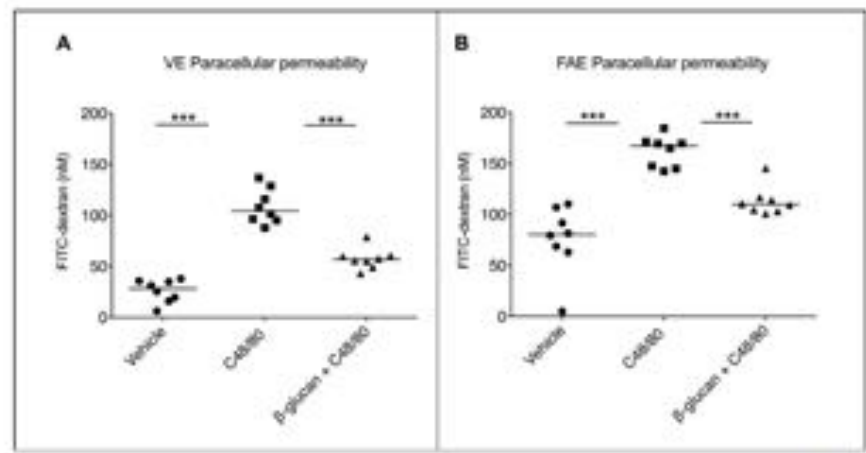 A
VE Paracellular permeability
*** ***
200
150
100
50
0
FITC-dextran (nM)
Vehicle
C48/80
β-glucan + C48/80
B
FAE Paracellular permeability
*** ***
200
150
100
50
0
FITC-dextran (nM)
Vehicle
C48/80
β-glucan + C48/80